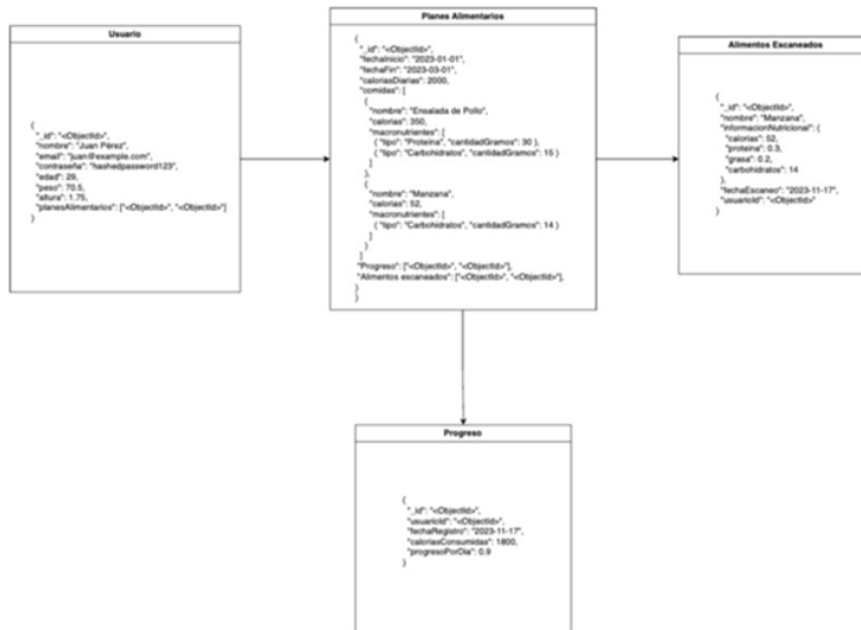 Usuario
{
"_id": "<ObjectId>",
"nombre": "Juan Pérez",
"email": "juan@example.com",
"contraseña": "hashedpassword123",
"edad": 29,
"peso": 70.5,
"altura": 1.75,
"planesAlimentarios": ["<ObjectId>", "<ObjectId>"]
}
Planes Alimentarios
{
"_id": "<ObjectId>",
"fechaInicio": "2023-01-01",
"fechaFin": "2023-03-01",
"caloriasDiarias": 2000,
"comidas": [
{
"nombre": "Ensalada de Pollo",
"calorias": 350,
"macronutrientes": [
{ "tipo": "Proteína", "cantidadGramos": 30 },
{ "tipo": "Carbohidratos", "cantidadGramos": 15 }
]
},
{
"nombre": "Manzana",
"calorias": 52,
"macronutrientes": [
{ "tipo": "Carbohidratos", "cantidadGramos": 14 }
]
}
]
"Progreso": ["<ObjectId>", "<ObjectId>"],
"Alimentos escaneados": ["<ObjectId>", "<ObjectId>"],
}
}
Alimentos Escaneados
{
"_id": "<ObjectId>",
"nombre": "Manzana",
"informacionNutricional": {
"calorias": 52,
"proteina": 0.3,
"grasa": 0.2,
"carbohidratos": 14
},
"fechaEscaneo": "2023-11-17",
"usuarioId": "<ObjectId>"
}
Progreso
{
"_id": "<ObjectId>",
"usuarioId": "<ObjectId>",
"fechaRegistro": "2023-11-17",
"caloriasConsumidas": 1800,
"progresoPorDia": 0.9
}